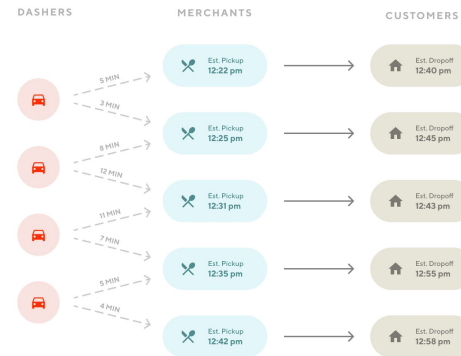 DASHERS
MERCHANTS
CUSTOMERS
5 MIN
3 MIN
8 MIN
12 MIN
11 MIN
7 MIN
5 MIN
4 MIN
Est. Pickup
12:22 pm
Est. Dropoff
12:40 pm
Est. Pickup
12:25 pm
Est. Dropoff
12:45 pm
Est. Pickup
12:31 pm
Est. Dropoff
12:43 pm
Est. Pickup
12:35 pm
Est. Dropoff
12:55 pm
Est. Pickup
12:42 pm
Est. Dropoff
12:58 pm